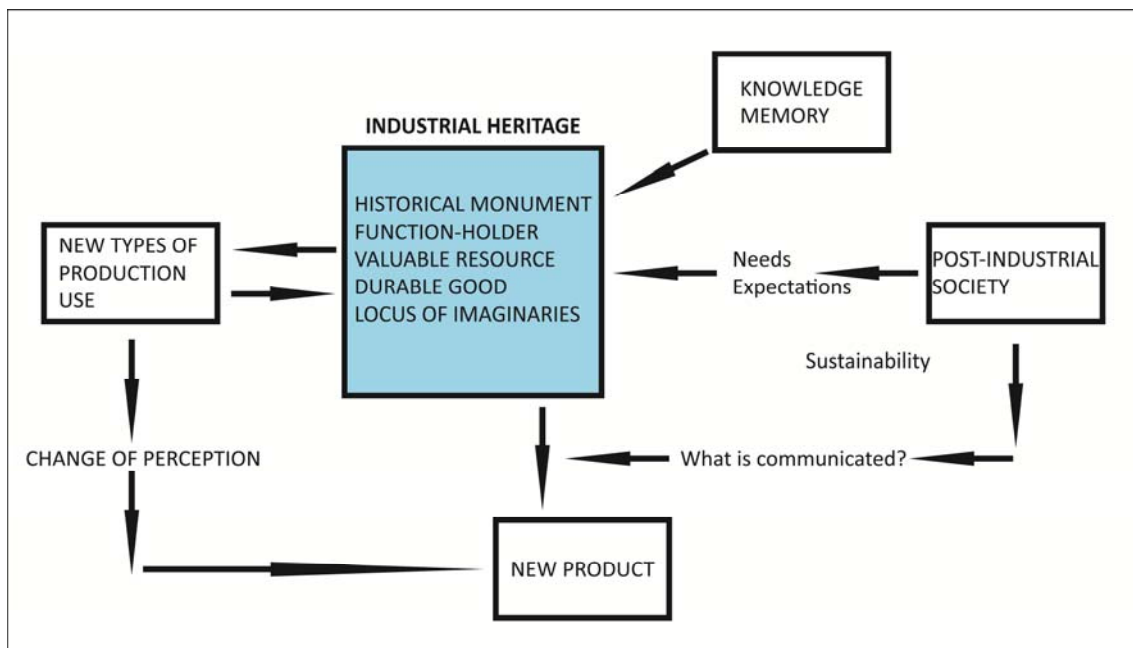 KNOWLEDGE
MEMORY
INDUSTRIAL HERITAGE
HISTORICAL MONUMENT
FUNCTION-HOLDER
VALUABLE RESOURCE
DURABLE GOOD
LOCUS OF IMAGINARIES
NEW TYPES OF
PRODUCTION
USE
Needs
Expectations
POST-INDUSTRIAL
SOCIETY
Sustainability
CHANGE OF PERCEPTION
What is communicated?
NEW PRODUCT